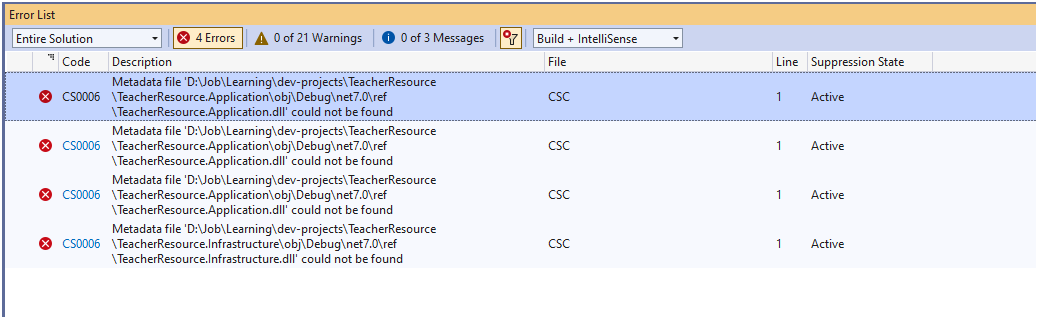 Error List
Entire Solution 4 Errors 0 of 21 Warnings 0 of 3 Messages Build + IntelliSense
Code Description File Line Suppression State
Metadata file 'D:\Job\Learning\dev-projects\TeacherResource
CS0006 \TeacherResource.Application\obj\Debug\net7.0\ref CSC 1 Active
\TeacherResource.Application.dll' could not be found
Metadata file 'D:\Job\Learning\dev-projects\TeacherResource
CS0006 \TeacherResource.Application\obj\Debug\net7.0\ref CSC 1 Active
\TeacherResource.Application.dll' could not be found
Metadata file 'D:\Job\Learning\dev-projects\TeacherResource
CS0006 \TeacherResource.Application\obj\Debug\net7.0\ref CSC 1 Active
\TeacherResource.Application.dll' could not be found
Metadata file 'D:\Job\Learning\dev-projects\TeacherResource
CS0006 \TeacherResource.Infrastructure\obj\Debug\net7.0\ref CSC 1 Active
\TeacherResource.Infrastructure.dll' could not be found